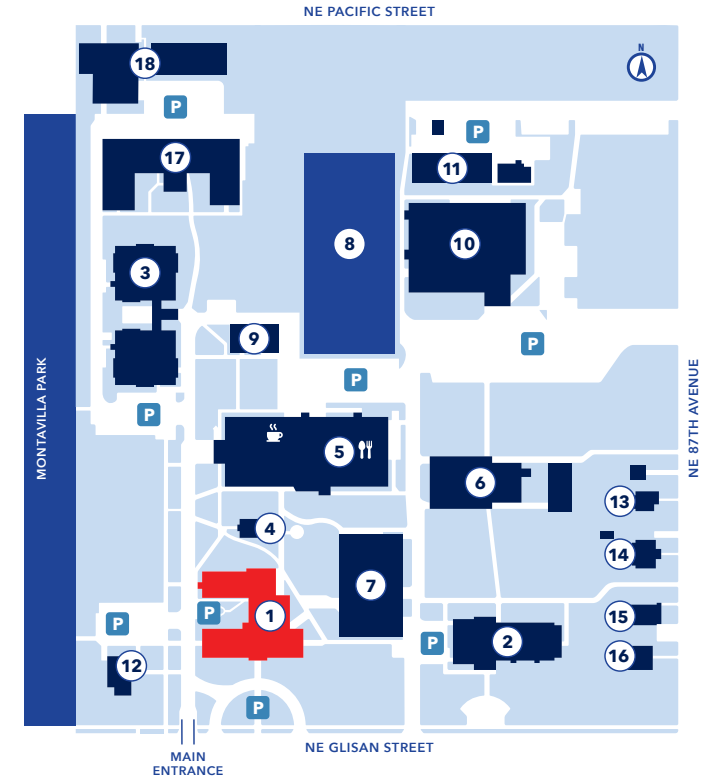 NE PACIFIC STREET
N
18
P
P
17
11
8
10
3
9
P
P
P
MONTAVILLA PARK
NE 87TH AVENUE
5
6
13
4
14
7
P
1
P
15
2
P
16
12
P
NE GLISAN STREET
MAIN
ENTRANCE